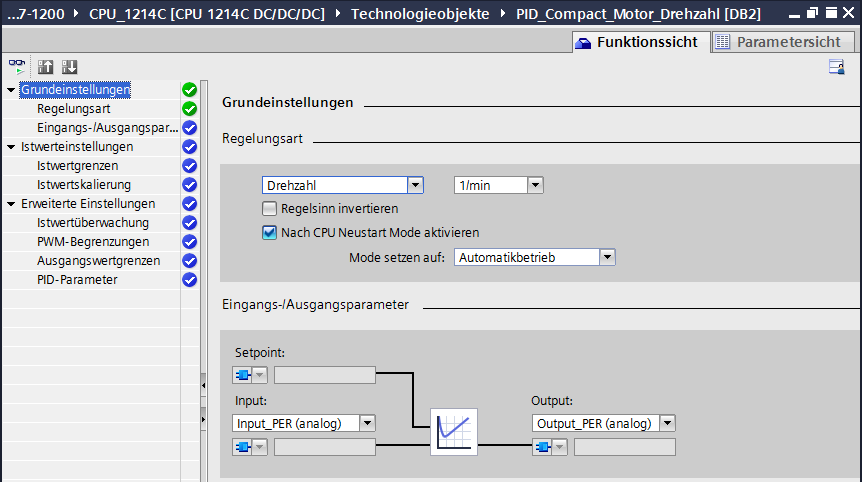 ...7-1200 CPU_1214C [CPU 1214C DC/DC/DC] Technologieobjekte PID_Compact_Motor_Drehzahl [DB2]
Funktionssicht Parametersicht
Grundeinstellungen
Regelungsart
Eingangs-/Ausgangspar...
Istwerteinstellungen
Istwertgrenzen
Istwertskalierung
Erweiterte Einstellungen
Istwertüberwachung
PWM-Begrenzungen
Ausgangswertgrenzen
PID-Parameter
Grundeinstellungen
Regelungsart
Drehzahl 1/min
Regelsinn invertieren
Nach CPU Neustart Mode aktivieren
Mode setzen auf: Automatikbetrieb
Eingangs-/Ausgangsparameter
Setpoint:
Input: Output:
Input_PER (analog) Output_PER (analog)